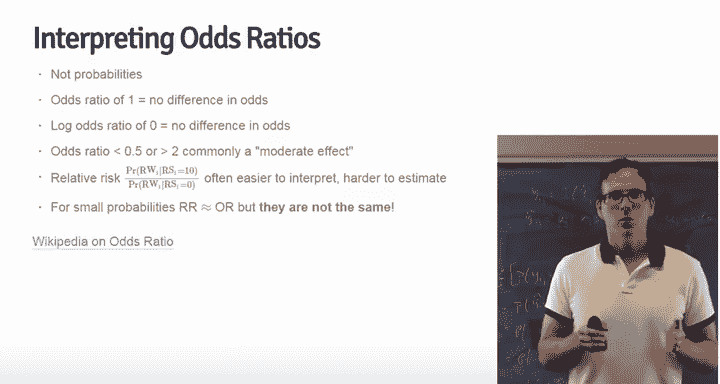 Interpreting Odds Ratios
· Not probabilities
· Odds ratio of 1 = no difference in odds
· Log odds ratio of 0 = no difference in odds
· Odds ratio < 0.5 or > 2 commonly a "moderate effect"
· Relative risk Pr(RWᵢ|RSᵢ=10) / Pr(RWᵢ|RSᵢ=0) often easier to interpret, harder to estimate
· For small probabilities RR ≈ OR but they are not the same!
Wikipedia on Odds Ratio